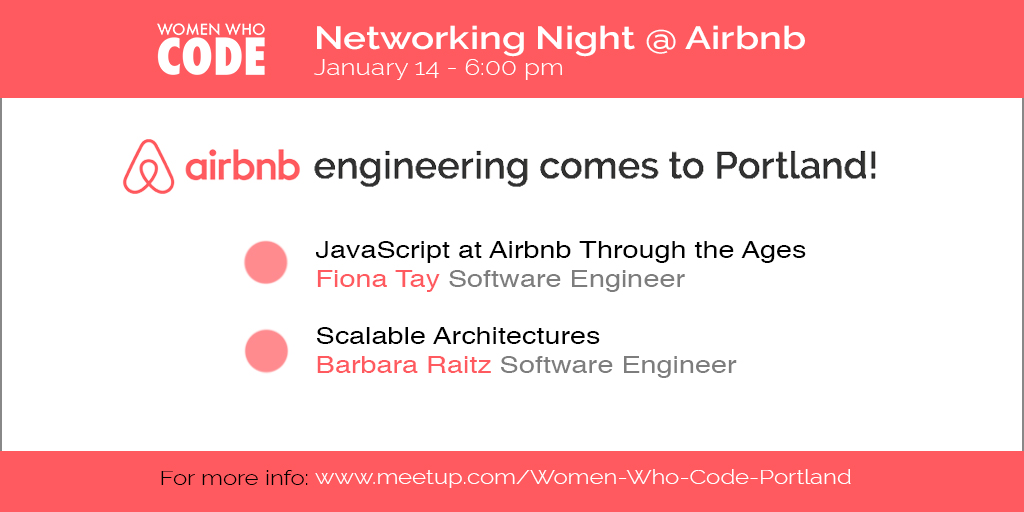 WOMEN WHO
CODE
Networking Night @ Airbnb
January 14 - 6:00 pm
airbnb engineering comes to Portland!
JavaScript at Airbnb Through the Ages
Fiona Tay Software Engineer
Scalable Architectures
Barbara Raitz Software Engineer
For more info: www.meetup.com/Women-Who-Code-Portland